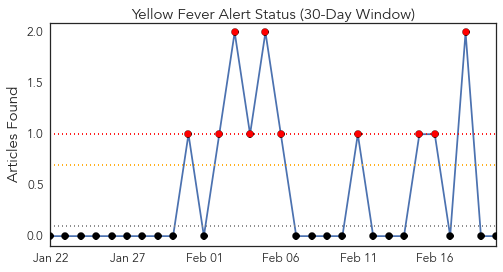 Yellow Fever Alert Status (30-Day Window)
Articles Found
2.0
1.5
1.0
0.5
0.0
Jan 22 Jan 27 Feb 01 Feb 06 Feb 11 Feb 16